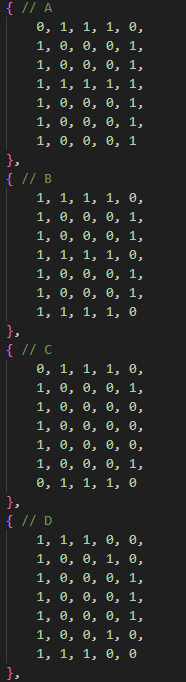 { // A
0, 1, 1, 1, 0,
1, 0, 0, 0, 1,
1, 0, 0, 0, 1,
1, 1, 1, 1, 1,
1, 0, 0, 0, 1,
1, 0, 0, 0, 1,
1, 0, 0, 0, 1
},
{ // B
1, 1, 1, 1, 0,
1, 0, 0, 0, 1,
1, 0, 0, 0, 1,
1, 1, 1, 1, 0,
1, 0, 0, 0, 1,
1, 0, 0, 0, 1,
1, 1, 1, 1, 0
},
{ // C
0, 1, 1, 1, 0,
1, 0, 0, 0, 1,
1, 0, 0, 0, 0,
1, 0, 0, 0, 0,
1, 0, 0, 0, 0,
1, 0, 0, 0, 1,
0, 1, 1, 1, 0
},
{ // D
1, 1, 1, 0, 0,
1, 0, 0, 1, 0,
1, 0, 0, 0, 1,
1, 0, 0, 0, 1,
1, 0, 0, 0, 1,
1, 0, 0, 1, 0,
1, 1, 1, 0, 0
},